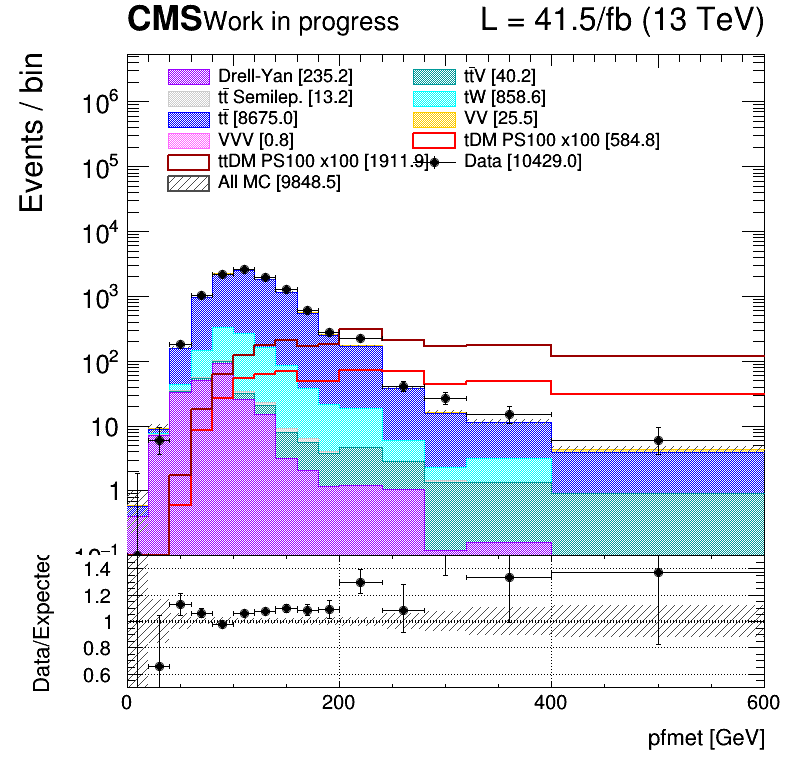 CMS Work in progress L = 41.5/fb (13 TeV)
Events / bin
Drell-Yan [235.2] tt̄V [40.2]
tt̄ Semilep. [13.2] tW [858.6]
tt̄ [8675.0] VV [25.5]
VVV [0.8] tDM PS100 x100 [584.8]
ttDM PS100 x100 [1911.9] Data [10429.0]
All MC [9848.5]
10⁶
10⁵
10⁴
10³
10²
10
1
10⁻¹
Data/Expected
1.4
1.2
1
0.8
0.6
0 200 400 600
pfmet [GeV]